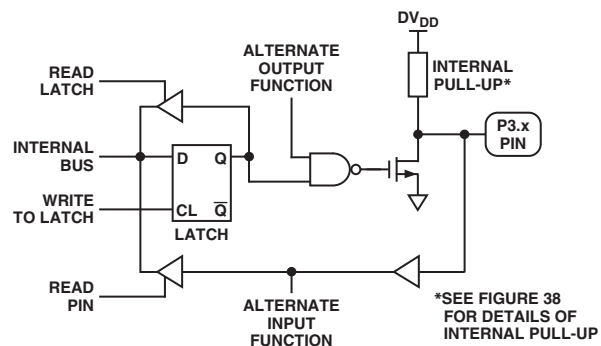 DVDD
ALTERNATE
OUTPUT
FUNCTION
INTERNAL
PULL-UP*
READ
LATCH
P3.x
PIN
INTERNAL
BUS
D
Q
WRITE
TO LATCH
CL
Q̅
LATCH
READ
PIN
ALTERNATE
INPUT
FUNCTION
*SEE FIGURE 38
FOR DETAILS OF
INTERNAL PULL-UP